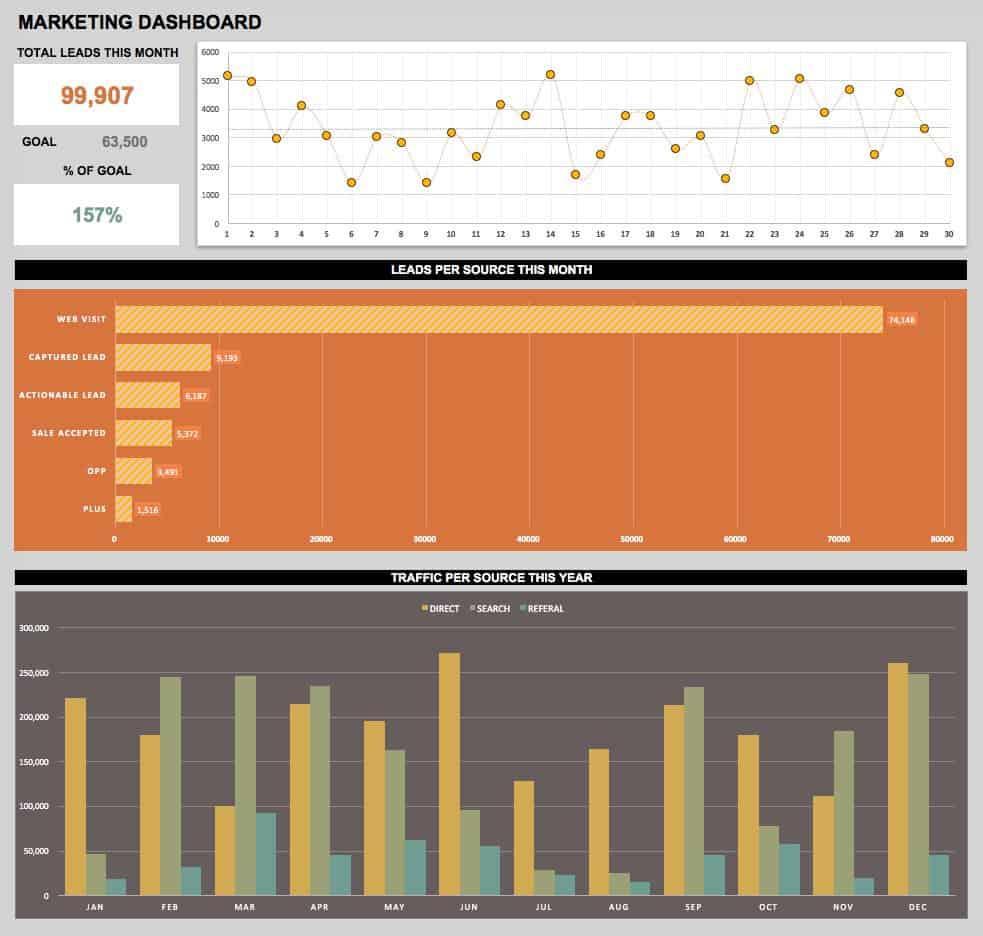 MARKETING DASHBOARD
TOTAL LEADS THIS MONTH
99,907
GOAL 63,500
% OF GOAL
157%
6000
5000
4000
3000
2000
1000
0
1 2 3 4 5 6 7 8 9 10 11 12 13 14 15 16 17 18 19 20 21 22 23 24 25 26 27 28 29 30
LEADS PER SOURCE THIS MONTH
WEB VISIT 74,148
CAPTURED LEAD 9,193
ACTIONABLE LEAD 6,187
SALE ACCEPTED 5,372
OPP 3,491
PLUS 1,516
0 10000 20000 30000 40000 50000 60000 70000 80000
TRAFFIC PER SOURCE THIS YEAR
DIRECT SEARCH REFERAL
300,000
250,000
200,000
150,000
100,000
50,000
0
JAN FEB MAR APR MAY JUN JUL AUG SEP OCT NOV DEC